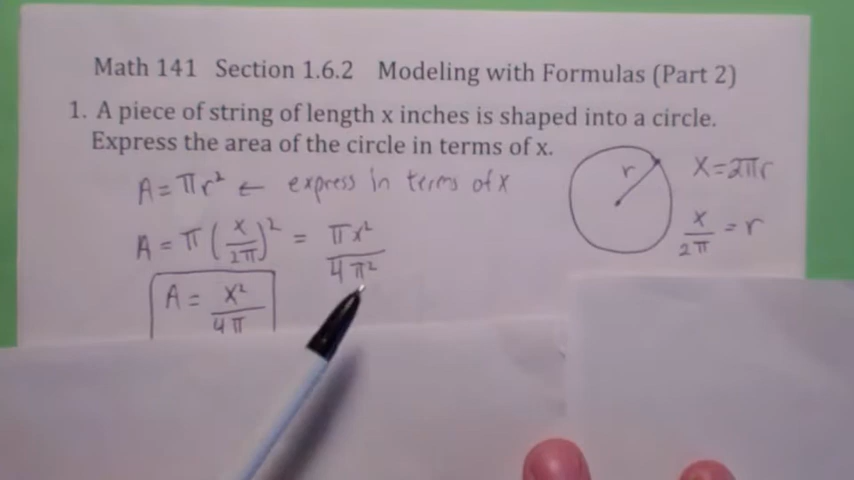 Math 141 Section 1.6.2 Modeling with Formulas (Part 2)
1. A piece of string of length x inches is shaped into a circle.
Express the area of the circle in terms of x.
A = πr² ← express in terms of x
A = π (x/2π)² = πx²/4π²
A = x²/4π
r
x = 2πr
x/2π = r